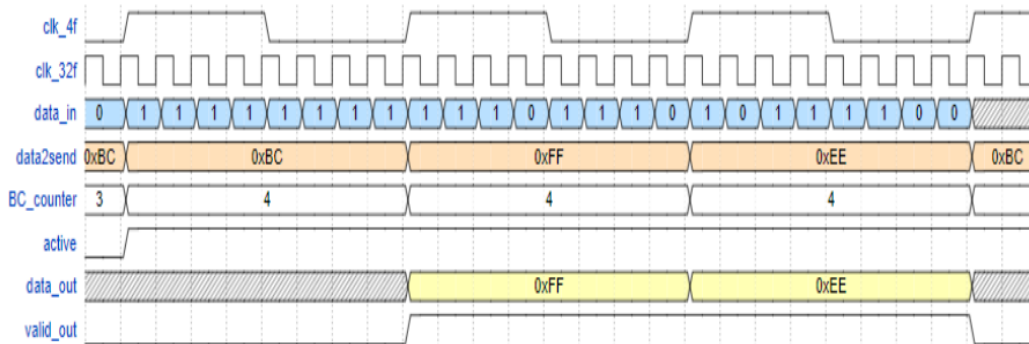 clk_4f
clk_32f
data_in 0 1 1 1 1 1 1 1 1 1 1 1 0 1 1 1 0 1 0 1 1 1 1 0 0
data2send 0xBC 0xBC 0xFF 0xEE 0xBC
BC_counter 3 4 4 4
active
data_out 0xFF 0xEE
valid_out